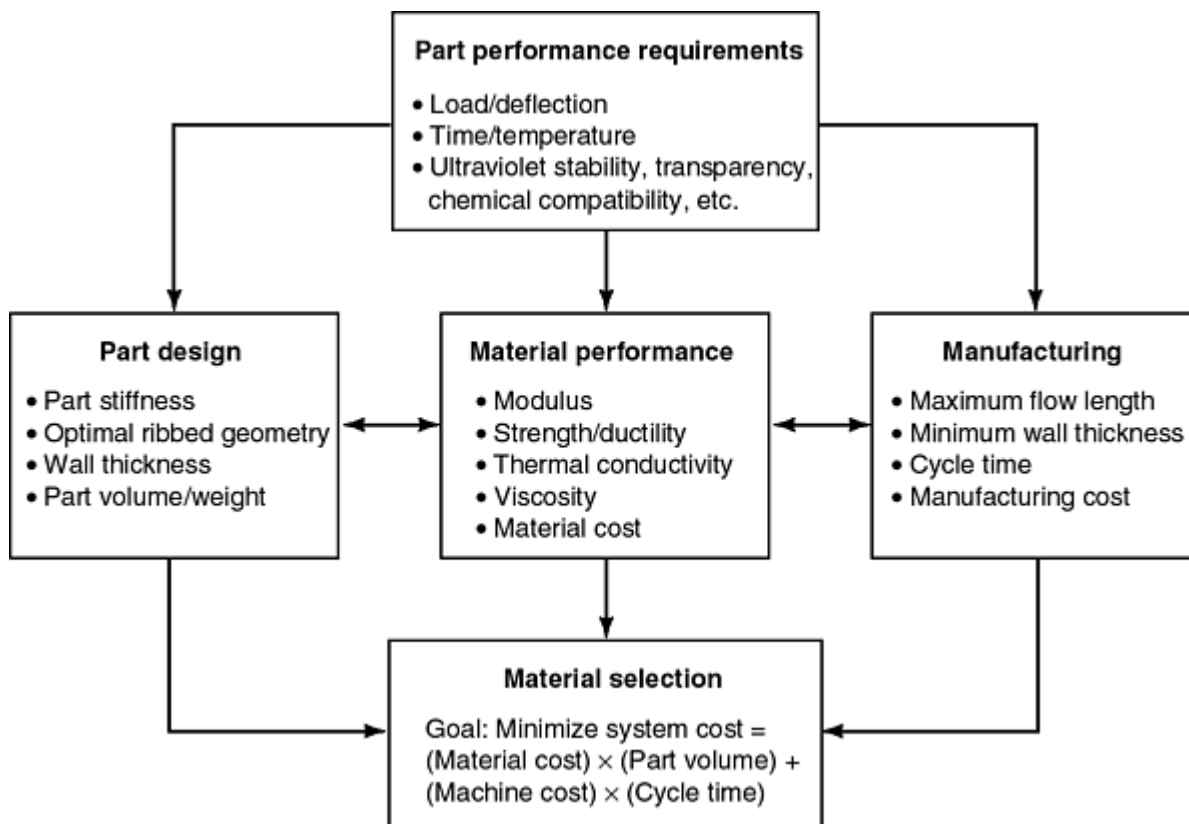 Part performance requirements
• Load/deflection
• Time/temperature
• Ultraviolet stability, transparency,
chemical compatibility, etc.
Part design
• Part stiffness
• Optimal ribbed geometry
• Wall thickness
• Part volume/weight
Material performance
• Modulus
• Strength/ductility
• Thermal conductivity
• Viscosity
• Material cost
Manufacturing
• Maximum flow length
• Minimum wall thickness
• Cycle time
• Manufacturing cost
Material selection
Goal: Minimize system cost =
(Material cost) × (Part volume) +
(Machine cost) × (Cycle time)